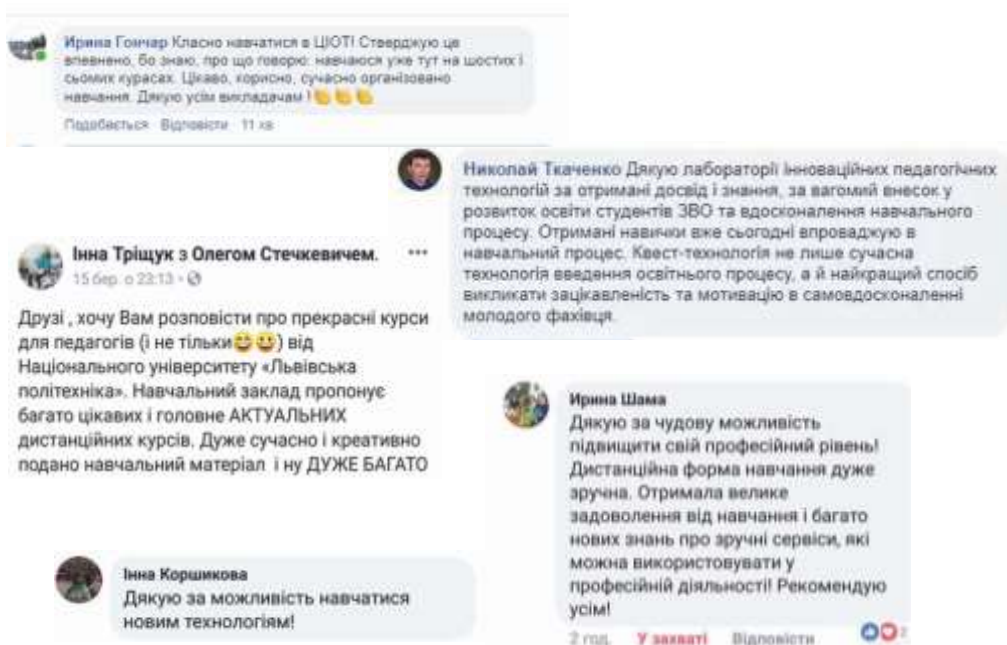 Ирина Гончар Класно навчатися в ЦІОТ! Стверджую це
впевнено, бо знаю, про що говорю: навчаюся уже тут на шостих і
сьомих курсах. Цікаво, корисно, сучасно організовано
навчання. Дякую усім викладачам ! 👏👏👏
Подобається Відповісти 11 хв
Николай Ткаченко Дякую лабораторії Інноваційних педагогічних
технологій за отримані досвід і знання, за вагомий внесок у
розвиток освіти студентів ЗВО та вдосконалення навчального
процесу. Отримані навички вже сьогодні впроваджую в
навчальний процес. Квест-технологія не лише сучасна
технологія введення освітнього процесу, а й найкращий спосіб
викликати зацікавленість та мотивацію в самовдосконаленні
молодого фахівця.
Інна Тріщук з Олегом Стечкевичем.
15 бер. о 23:13
Друзі , хочу Вам розповісти про прекрасні курси
для педагогів (і не тільки😄😃) від
Національного університету «Львівська
політехніка». Навчальний заклад пропонує
багато цікавих і головне АКТУАЛЬНИХ
дистанційних курсів. Дуже сучасно і креативно
подано навчальний матеріал і ну ДУЖЕ БАГАТО
Ирина Шама
Дякую за чудову можливість
підвищити свій професійний рівень!
Дистанційна форма навчання дуже
зручна. Отримала велике
задоволення від навчання і багато
нових знань про зручні сервіси, які
можна використовувати у
професійній діяльності! Рекомендую
усім!
2 год. У захваті Відповісти 2
Інна Коршикова
Дякую за можливість навчатися
новим технологіям!